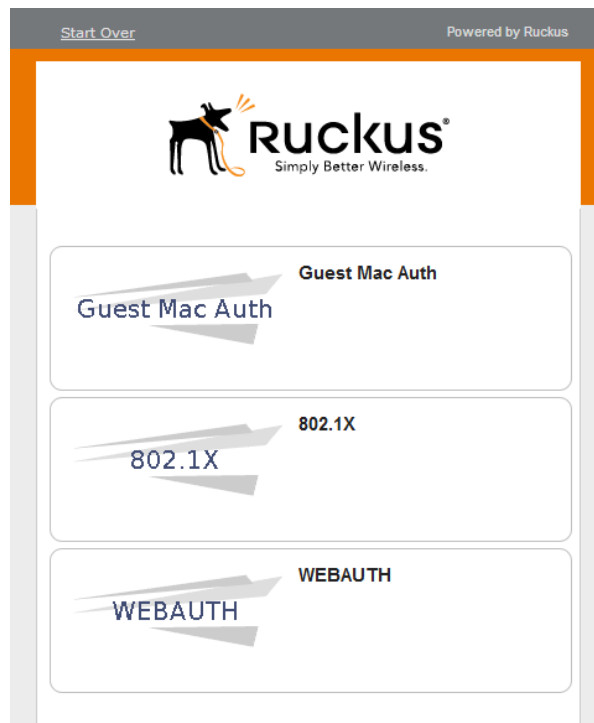 Start Over
Powered by Ruckus
Ruckus®
Simply Better Wireless.
Guest Mac Auth
Guest Mac Auth
802.1X
802.1X
WEBAUTH
WEBAUTH